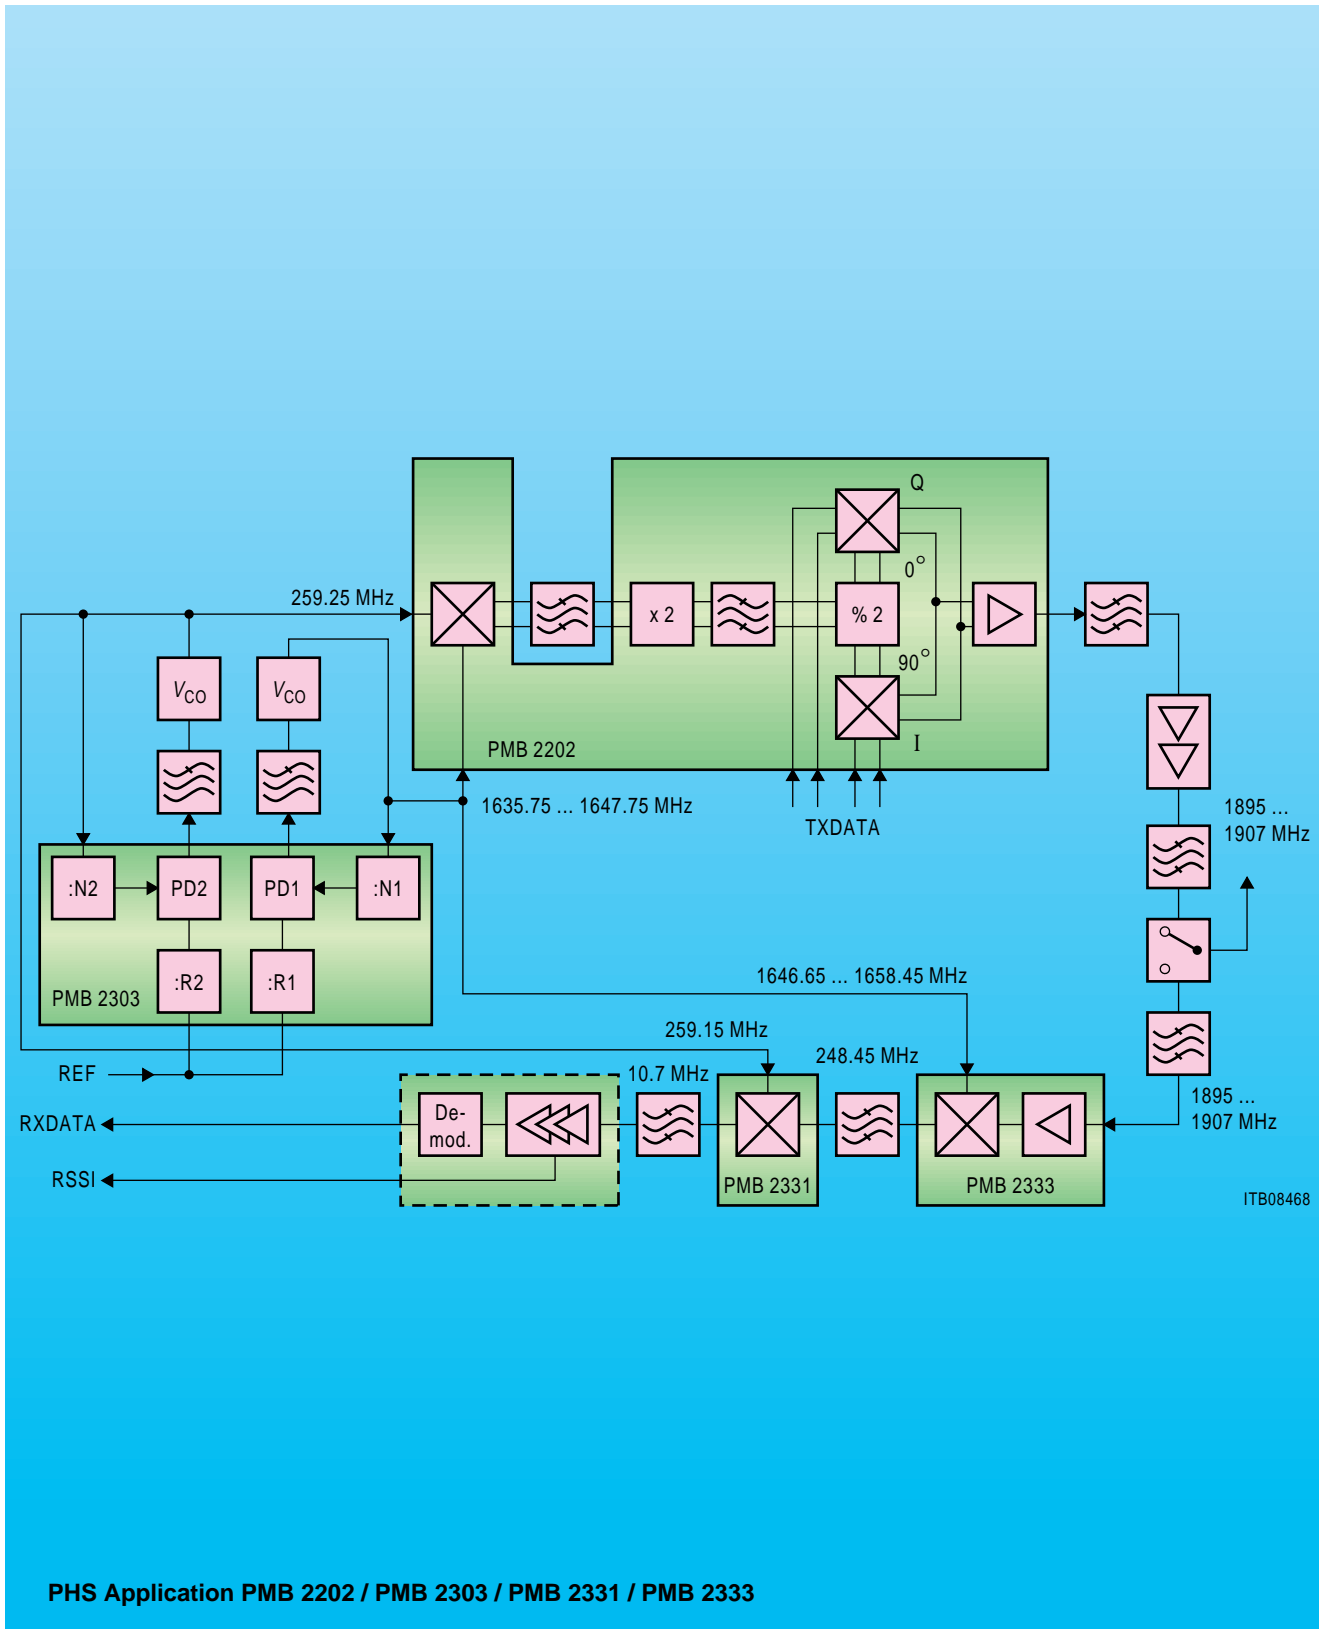 Q
0°
259.25 MHz
x 2
% 2
90°
VCO
VCO
I
PMB 2202
1635.75 ... 1647.75 MHz
TXDATA
1895 ...
1907 MHz
:N2
PD2
PD1
:N1
:R2
:R1
PMB 2303
1646.65 ... 1658.45 MHz
259.15 MHz
248.45 MHz
REF
10.7 MHz
1895 ...
1907 MHz
RXDATA
De-
mod.
RSSI
PMB 2331
PMB 2333
ITB08468
PHS Application PMB 2202 / PMB 2303 / PMB 2331 / PMB 2333